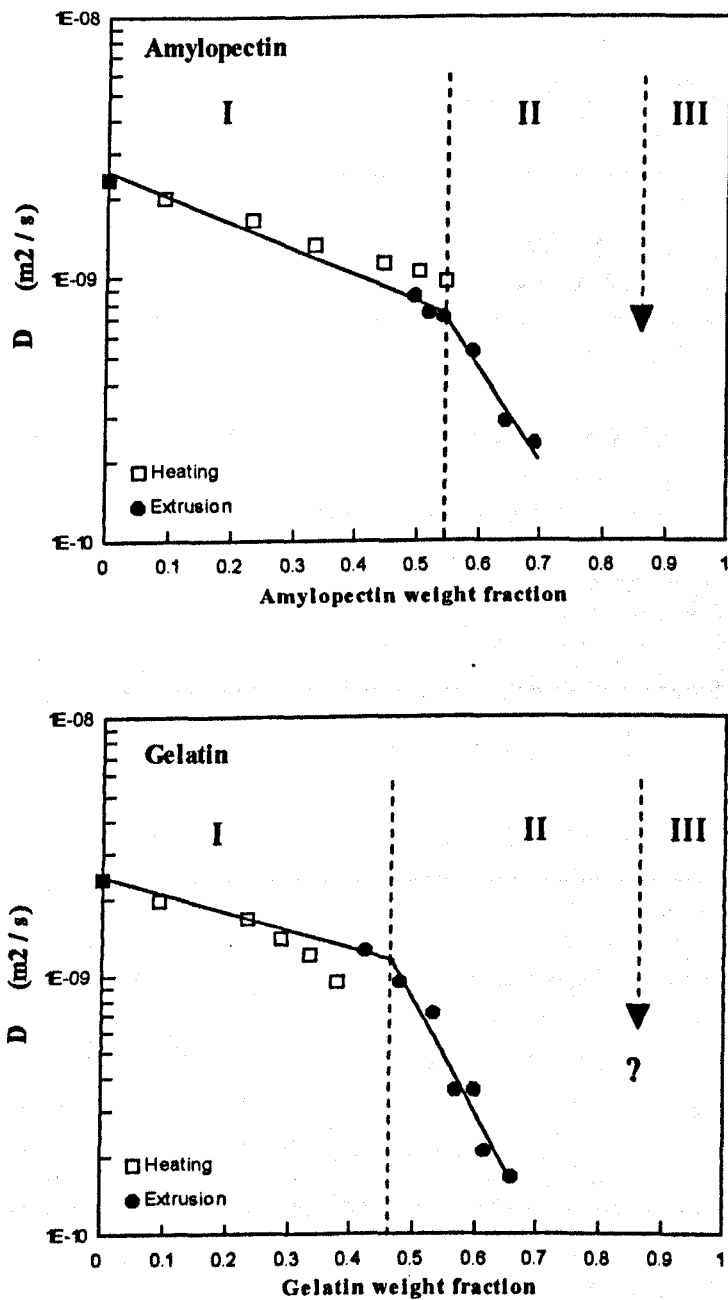 1E-08
Amylopectin
I II III
1E-09
D (m2 / s)
Heating
Extrusion
1E-10
0 0.1 0.2 0.3 0.4 0.5 0.6 0.7 0.8 0.9 1
Amylopectin weight fraction
1E-08
Gelatin
I II III
1E-09
D (m2 / s)
?
Heating
Extrusion
1E-10
0 0.1 0.2 0.3 0.4 0.5 0.6 0.7 0.8 0.9 1
Gelatin weight fraction